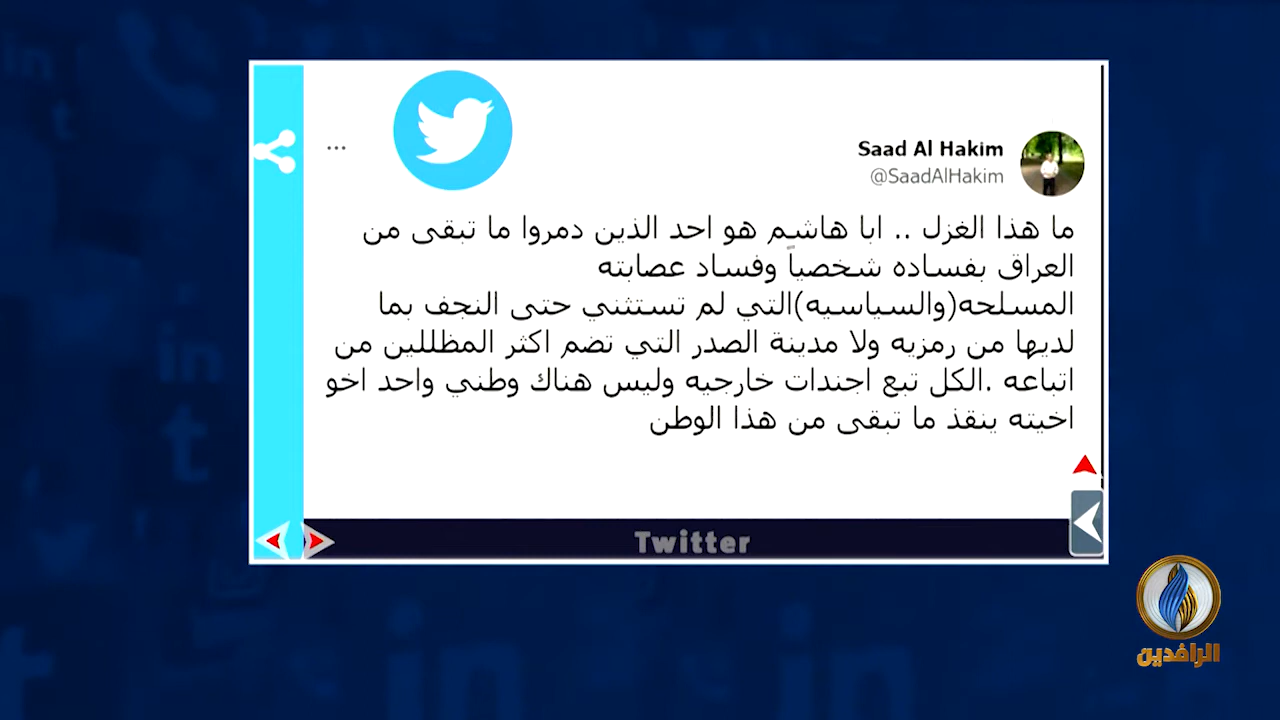 Saad Al Hakim
@SaadAlHakim
ما هذا الغزل .. ابا هاشم هو احد الذين دمروا ما تبقى من
العراق بفساده شخصياً وفساد عصابته
المسلحه(والسياسيه)التي لم تستثني حتى النجف بما
لديها من رمزيه ولا مدينة الصدر التي تضم اكثر المظللين من
اتباعه .الكل تبع اجندات خارجيه وليس هناك وطني واحد اخو
اخيته ينقذ ما تبقى من هذا الوطن
Twitter
الرافدين